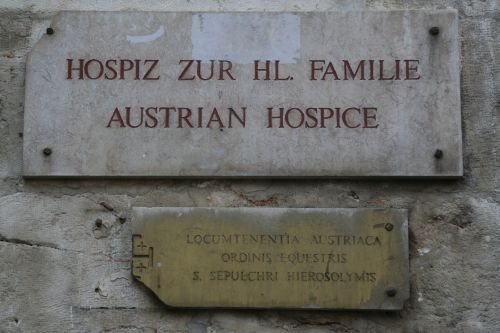 HOSPIZ ZUR HL. FAMILIE
AUSTRIAN HOSPICE
LOCUMTENENTIA AUSTRIACA
ORDINIS EQUESTRIS
S. SEPULCHRI HIEROSOLYMIS